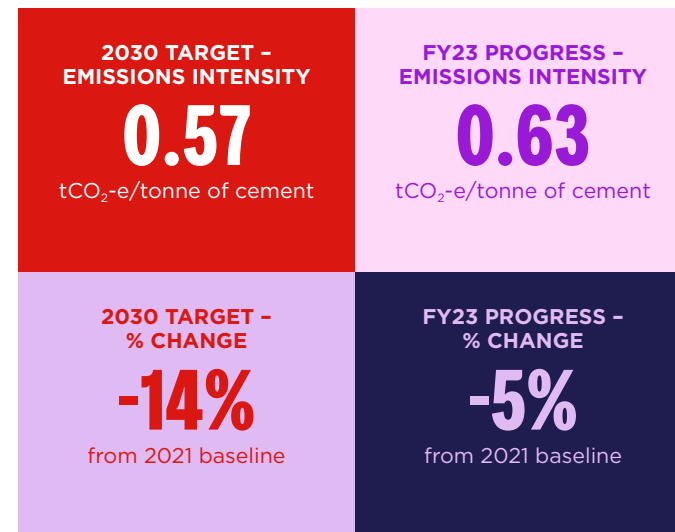 2030 TARGET –
EMISSIONS INTENSITY
0.57
tCO₂-e/tonne of cement
FY23 PROGRESS –
EMISSIONS INTENSITY
0.63
tCO₂-e/tonne of cement
2030 TARGET –
% CHANGE
-14%
from 2021 baseline
FY23 PROGRESS –
% CHANGE
-5%
from 2021 baseline